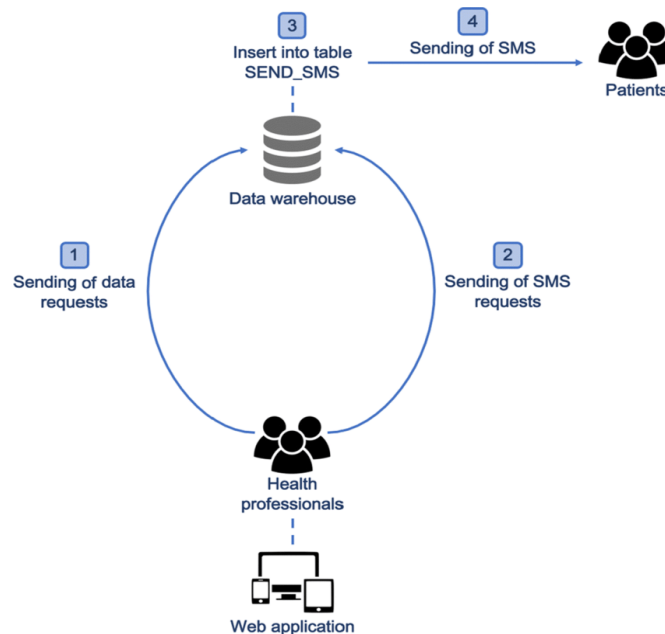 3
Insert into table
SEND_SMS
4
Sending of SMS
Patients
Data warehouse
1
Sending of data
requests
2
Sending of SMS
requests
Health
professionals
Web application